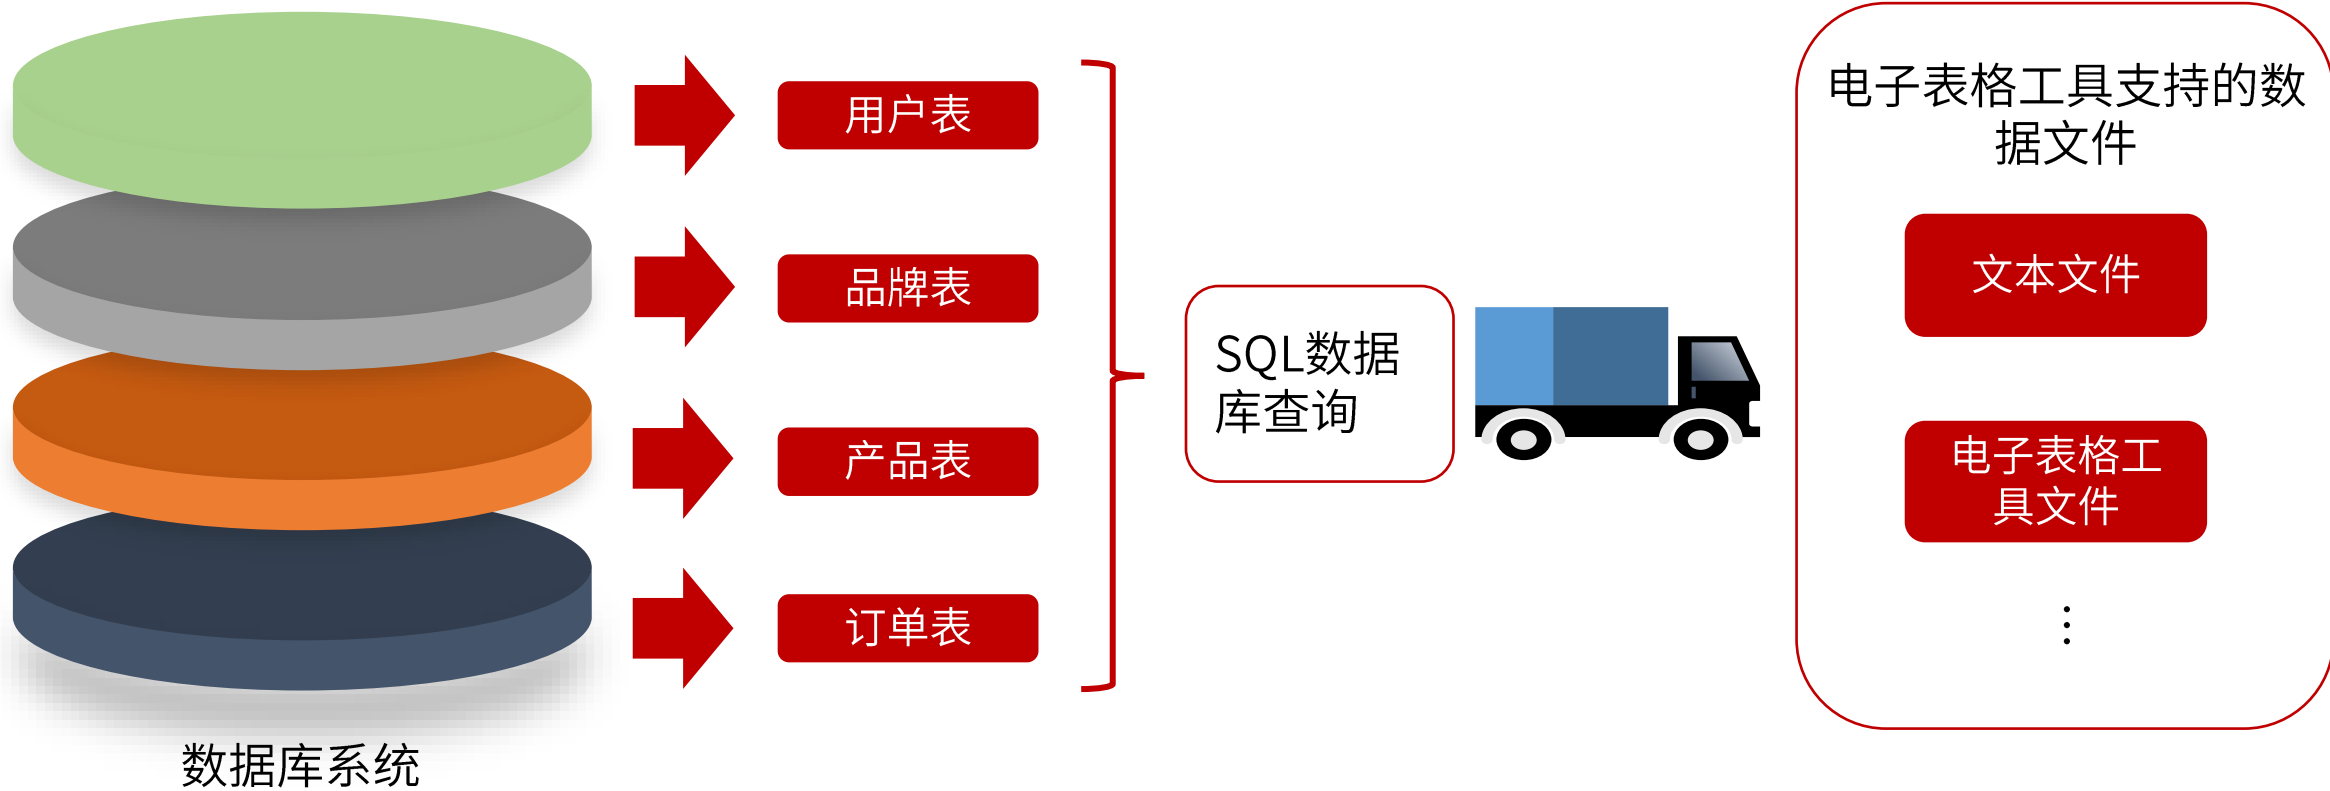 用户表
品牌表
产品表
订单表
数据库系统
SQL数据
库查询
电子表格工具支持的数
据文件
文本文件
电子表格工
具文件
⋮